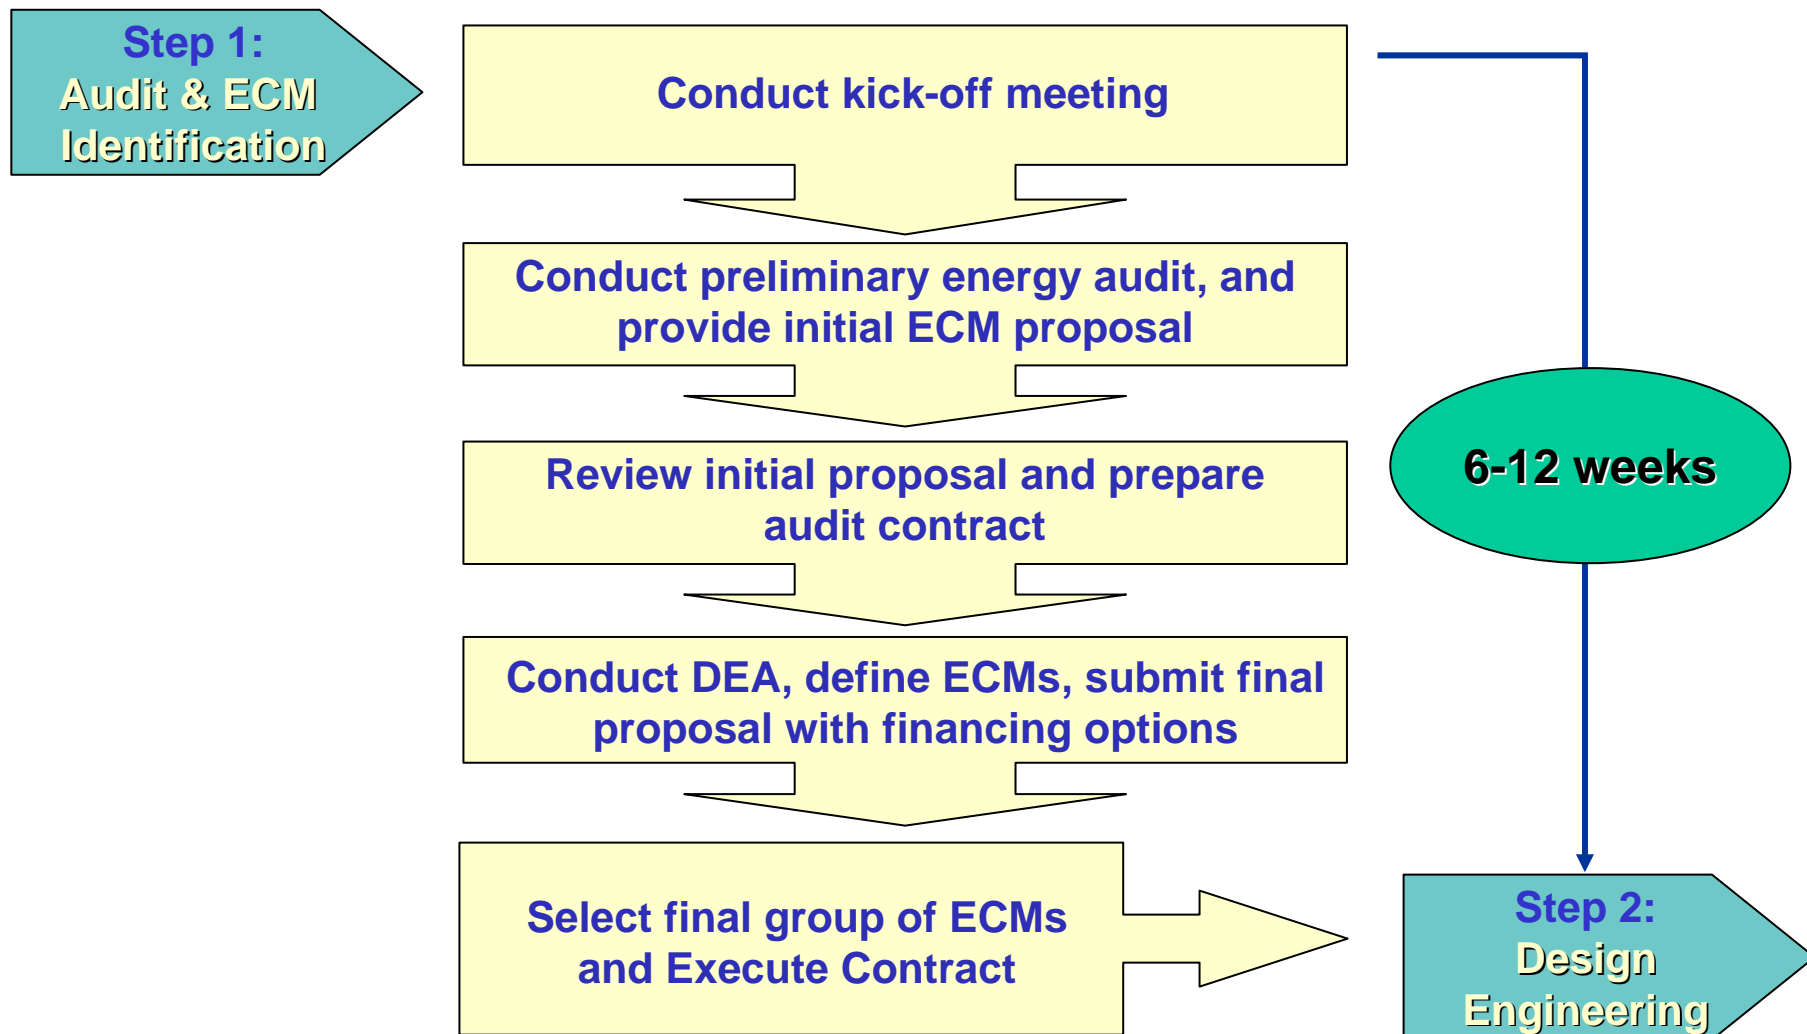 Step 1:
Audit & ECM
Identification
Conduct kick-off meeting
Conduct preliminary energy audit, and
provide initial ECM proposal
Review initial proposal and prepare
audit contract
Conduct DEA, define ECMs, submit final
proposal with financing options
Select final group of ECMs
and Execute Contract
6-12 weeks
Step 2:
Design
Engineering